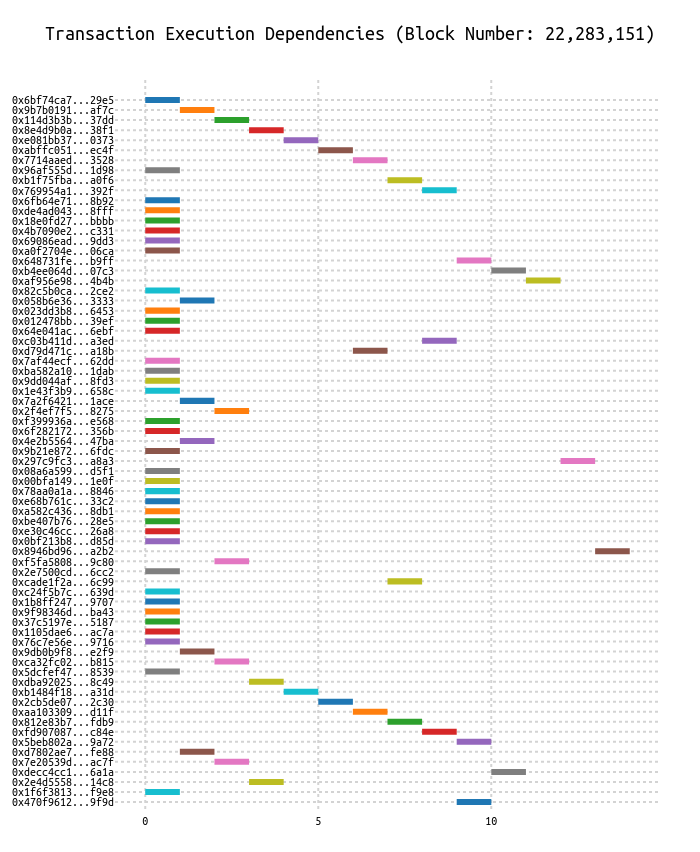 Transaction Execution Dependencies (Block Number: 22,283,151)
0x6bf74ca7...29e5
0x9b7b0191...af7c
0x114d3b3b...37dd
0x8e4d9b0a...38f1
0xe081bb37...0373
0xabffc051...ec4f
0x7714aaed...3528
0x96af555d...1d98
0xb1f75fba...a0f6
0x769954a1...392f
0x6fb64e71...8b92
0xde4ad043...8fff
0x18e0fd27...bbbb
0x4b7090e2...c331
0x69086ead...9dd3
0xa0f2704e...06ca
0x648731fe...b9ff
0xb4ee064d...07c3
0xaf956e98...4b4b
0x82c5b0ca...2ce2
0x058b6e36...3333
0x023dd3b8...6453
0x012478bb...39ef
0x64e041ac...6ebf
0xc03b411d...a3ed
0xd79d471c...a18b
0x7af44ecf...62dd
0xba582a10...1dab
0x9dd044af...8fd3
0x1e43f3b9...658c
0x7a2f6421...1ace
0x2f4ef7f5...8275
0xf399936a...e568
0x6f282172...356b
0x4e2b5564...47ba
0x9b21e872...6fdc
0x297c9fc3...a8a3
0x08a6a599...d5f1
0x00bfa149...1e0f
0x78aa0a1a...8846
0xe68b761c...33c2
0xa582c436...8db1
0xbe407b76...28e5
0xe30c46cc...26a8
0x0bf213b8...d85d
0x8946bd96...a2b2
0xf5fa5808...9c80
0x2e7500cd...6cc2
0xcade1f2a...6c99
0xc24f5b7c...639d
0x1b8ff247...9707
0x9f98346d...ba43
0x37c5197e...5187
0x1105dae6...ac7a
0x76c7e56e...9716
0x9db0b9f8...e2f9
0xca32fc02...b815
0x5dcfef47...8539
0xdba92025...8c49
0xb1484f18...a31d
0x2cb5de07...2c30
0xaa103309...d11f
0x812e83b7...fdb9
0xfd907087...c84e
0x5beb802a...9a72
0xd7802ae7...fe88
0x7e20539d...ac7f
0xdecc4cc1...6a1a
0x2e4d5558...14c8
0x1f6f3813...f9e8
0x470f9612...9f9d
0 5 10